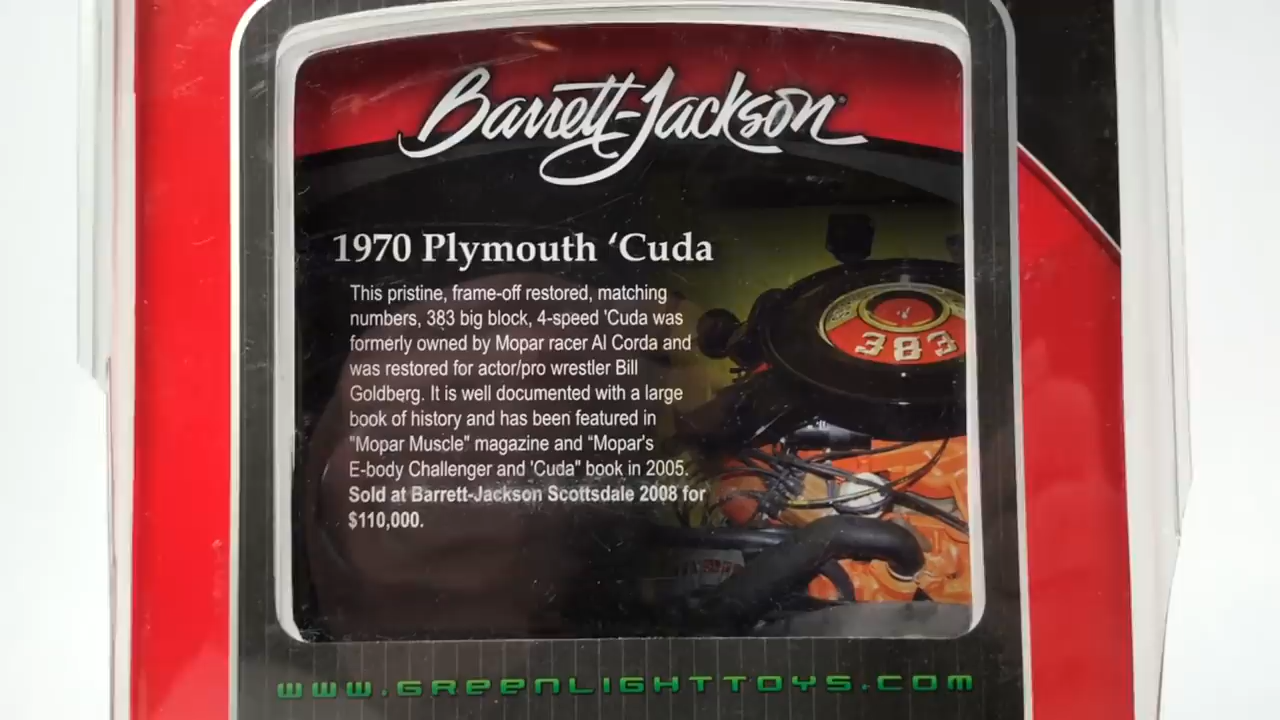 Barrett-Jackson
1970 Plymouth ‘Cuda
This pristine, frame-off restored, matching
numbers, 383 big block, 4-speed 'Cuda was
formerly owned by Mopar racer Al Corda and
was restored for actor/pro wrestler Bill
Goldberg. It is well documented with a large
book of history and has been featured in
"Mopar Muscle" magazine and “Mopar's
E-body Challenger and 'Cuda" book in 2005.
Sold at Barrett-Jackson Scottsdale 2008 for
$110,000.
383
www.GREENLIGHTTOYS.COM